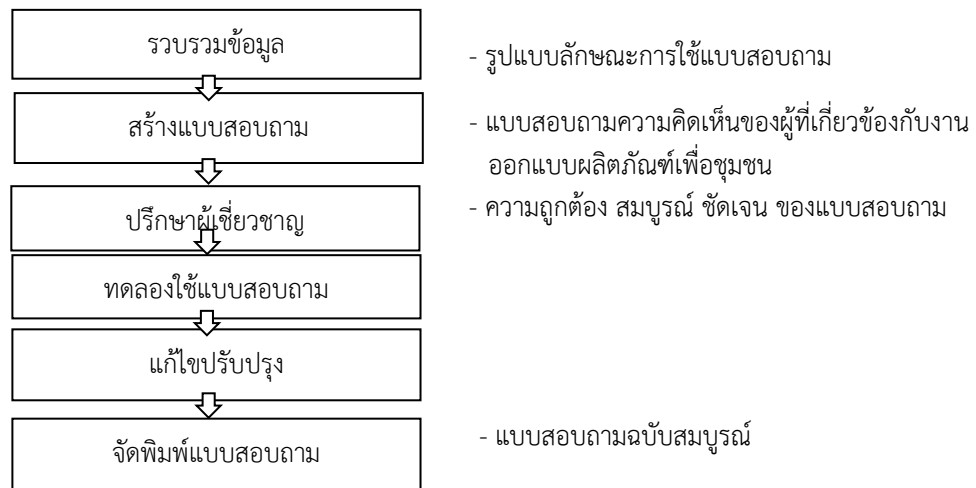 รวบรวมข้อมูล
- รูปแบบลักษณะการใช้แบบสอบถาม
สร้างแบบสอบถาม
- แบบสอบถามความคิดเห็นของผู้ที่เกี่ยวข้องกับงาน
ออกแบบผลิตภัณฑ์เพื่อชุมชน
ปรึกษาผู้เชี่ยวชาญ
- ความถูกต้อง สมบูรณ์ ชัดเจน ของแบบสอบถาม
ทดลองใช้แบบสอบถาม
แก้ไขปรับปรุง
จัดพิมพ์แบบสอบถาม
- แบบสอบถามฉบับสมบูรณ์